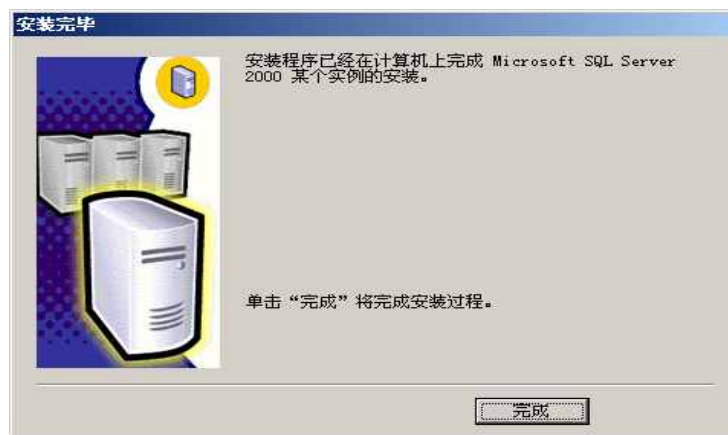 安装完毕
安装程序已经在计算机上完成 Microsoft SQL Server
2000 某个实例的安装。
单击“完成”将完成安装过程。
完成